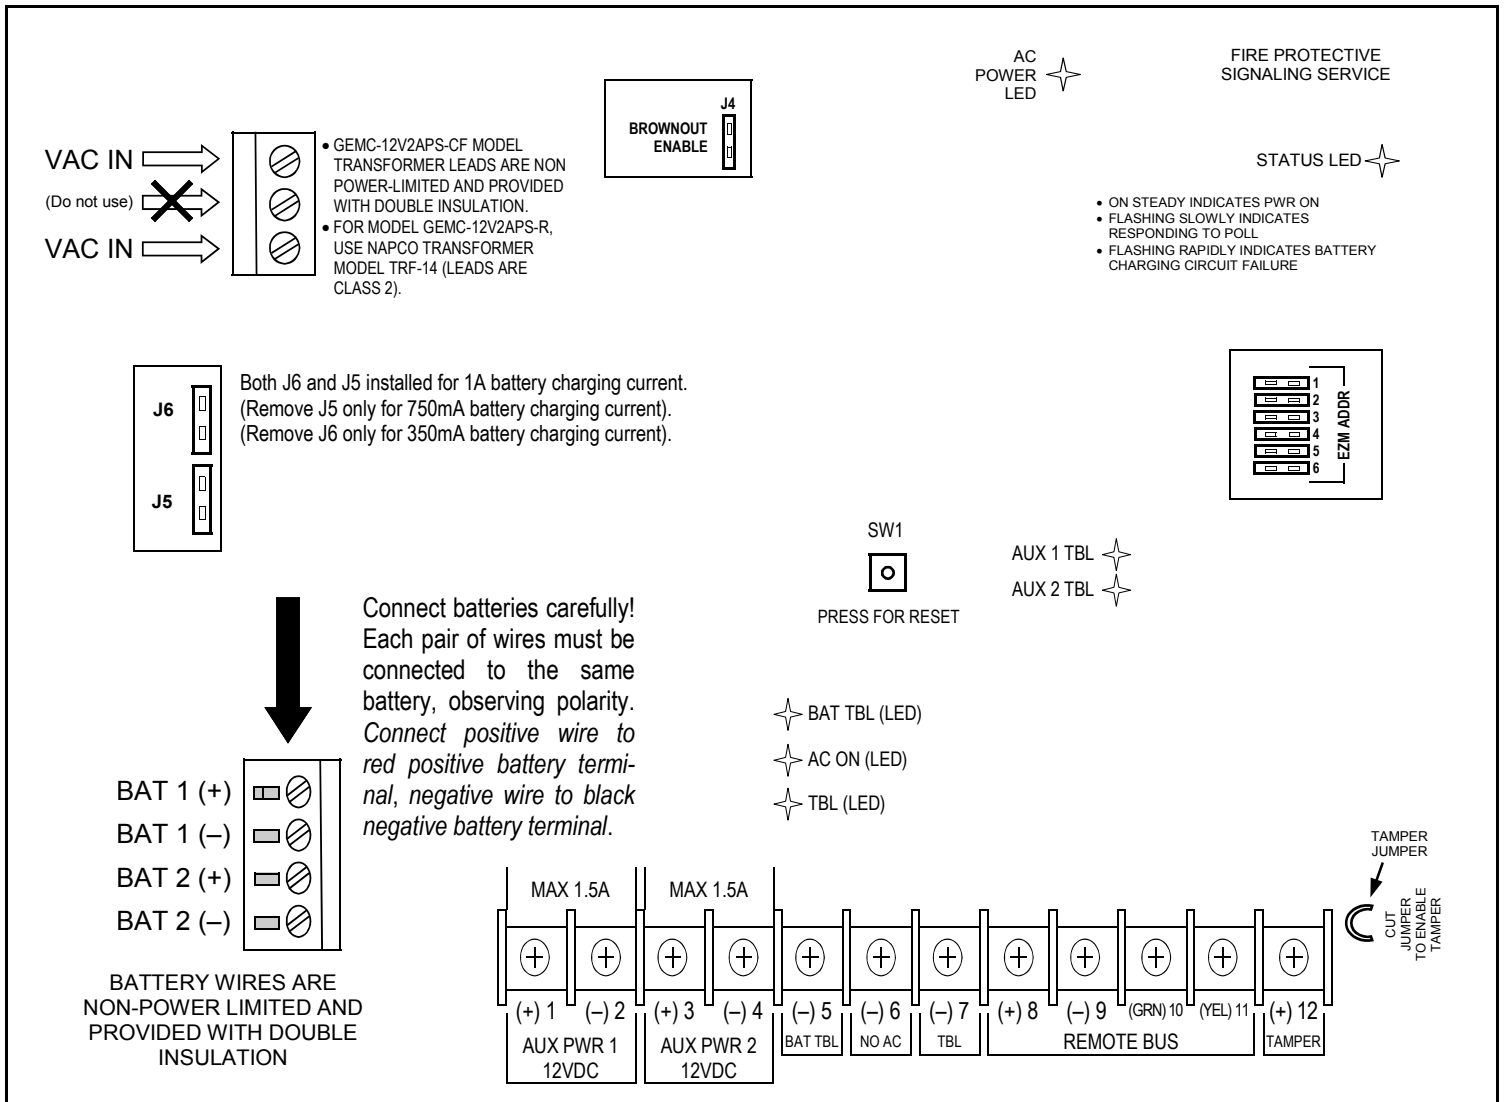 AC
POWER
LED
FIRE PROTECTIVE
SIGNALING SERVICE
J4
BROWNOUT
ENABLE
VAC IN
(Do not use)
VAC IN
• GEMC-12V2APS-CF MODEL
TRANSFORMER LEADS ARE NON
POWER-LIMITED AND PROVIDED
WITH DOUBLE INSULATION.
• FOR MODEL GEMC-12V2APS-R,
USE NAPCO TRANSFORMER
MODEL TRF-14 (LEADS ARE
CLASS 2).
STATUS LED
• ON STEADY INDICATES PWR ON
• FLASHING SLOWLY INDICATES
RESPONDING TO POLL
• FLASHING RAPIDLY INDICATES BATTERY
CHARGING CIRCUIT FAILURE
J6
J5
Both J6 and J5 installed for 1A battery charging current.
(Remove J5 only for 750mA battery charging current).
(Remove J6 only for 350mA battery charging current).
1
2
3
4
5
6
EZM ADDR
SW1
PRESS FOR RESET
AUX 1 TBL
AUX 2 TBL
Connect batteries carefully!
Each pair of wires must be
connected to the same
battery, observing polarity.
Connect positive wire to
red positive battery termi-
nal, negative wire to black
negative battery terminal.
BAT TBL (LED)
AC ON (LED)
TBL (LED)
BAT 1 (+)
BAT 1 (–)
BAT 2 (+)
BAT 2 (–)
BATTERY WIRES ARE
NON-POWER LIMITED AND
PROVIDED WITH DOUBLE
INSULATION
TAMPER
JUMPER
CUT
JUMPER
TO ENABLE
TAMPER
MAX 1.5A
MAX 1.5A
(+) 1
(–) 2
(+) 3
(–) 4
(–) 5
(–) 6
(–) 7
(+) 8
(–) 9
(GRN) 10
(YEL) 11
(+) 12
AUX PWR 1
12VDC
AUX PWR 2
12VDC
BAT TBL
NO AC
TBL
REMOTE BUS
TAMPER